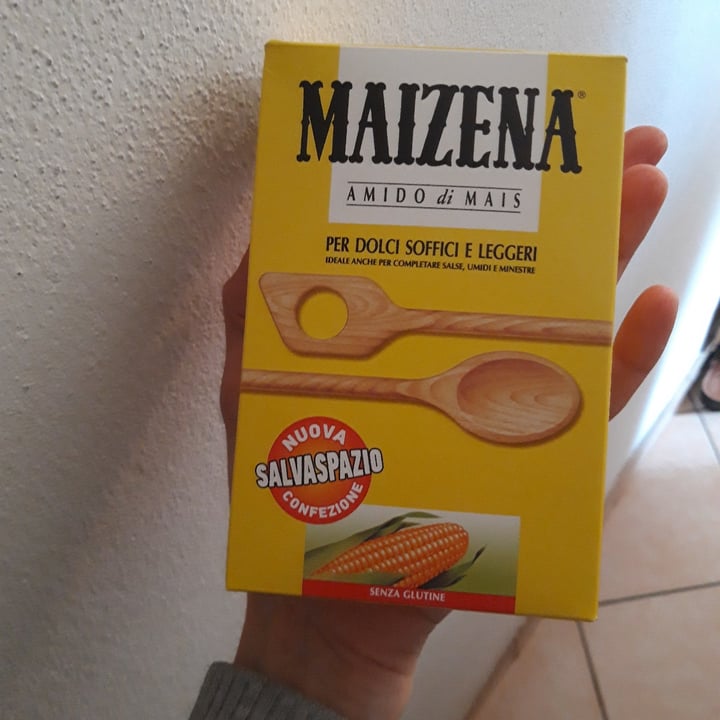 MAIZENA®
AMIDO di MAIS
PER DOLCI SOFFICI E LEGGERI
IDEALE ANCHE PER COMPLETARE SALSE, UMIDI E MINESTRE
NUOVA
SALVASPAZIO
CONFEZIONE
SENZA GLUTINE